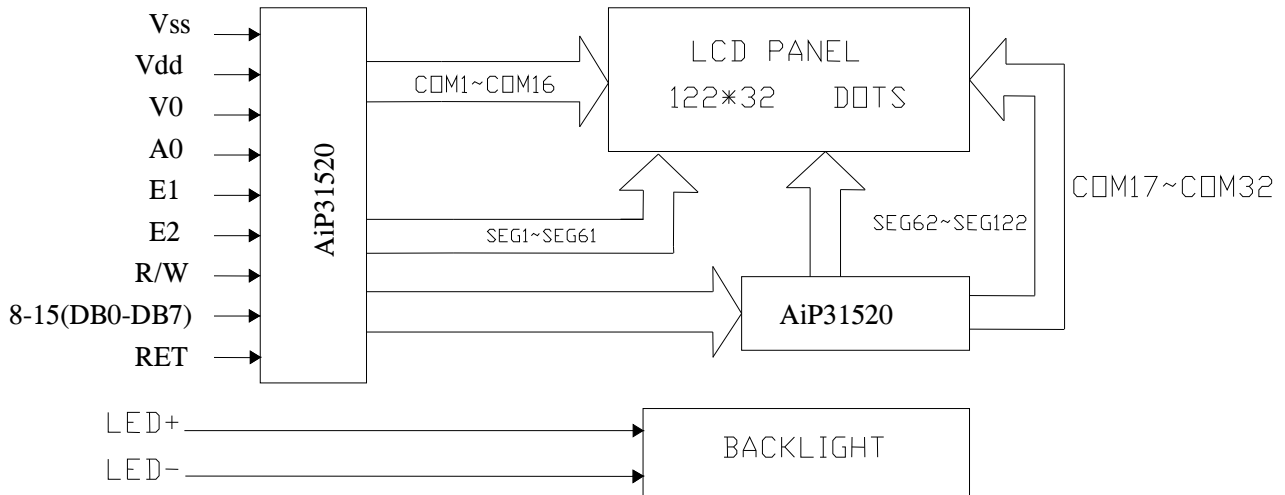 Vss
Vdd
V0
A0
E1
E2
R/W
8-15(DB0-DB7)
RET
AiP31520
COM1~COM16
SEG1~SEG61
LCD PANEL
122*32 DOTS
SEG62~SEG122
COM17~COM32
AiP31520
LED+
LED-
BACKLIGHT